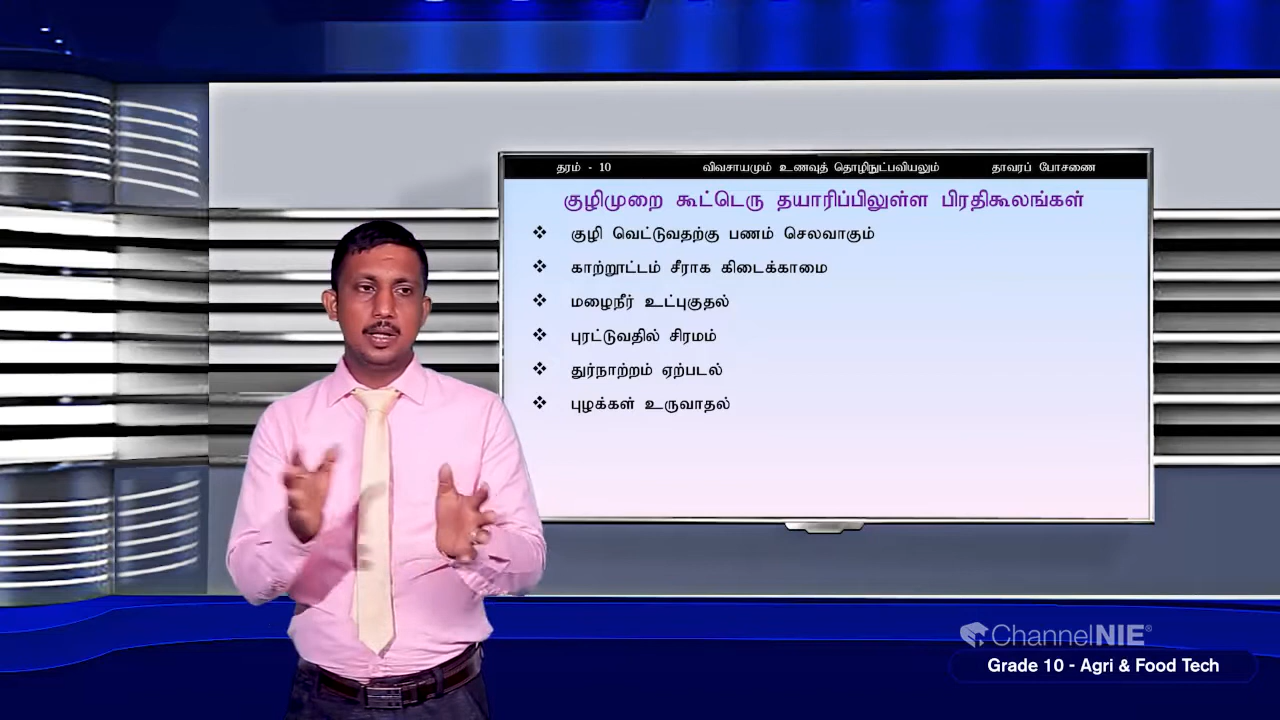 தரம் - 10 விவசாயமும் உணவுத் தொழிநுட்பவியலும் தாவரப் போசணை
குழிமுறை கூட்டெரு தயாரிப்பிலுள்ள பிரதிகூலங்கள்
❖ குழி வெட்டுவதற்கு பணம் செலவாகும்
❖ காற்றூட்டம் சீராக கிடைக்காமை
❖ மழைநீர் உட்புகுதல்
❖ புரட்டுவதில் சிரமம்
❖ துர்நாற்றம் ஏற்படல்
❖ புழக்கள் உருவாதல்
ChannelNIE®
Grade 10 - Agri & Food Tech